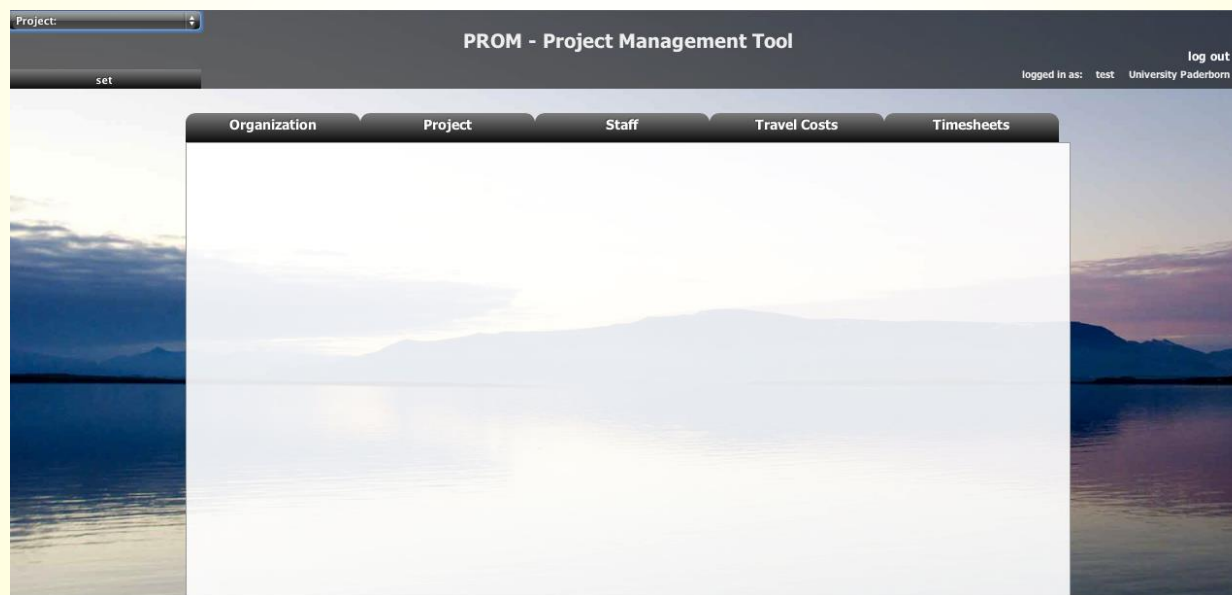 Project:
PROM - Project Management Tool
log out
set
logged in as: test University Paderborn
Organization Project Staff Travel Costs Timesheets